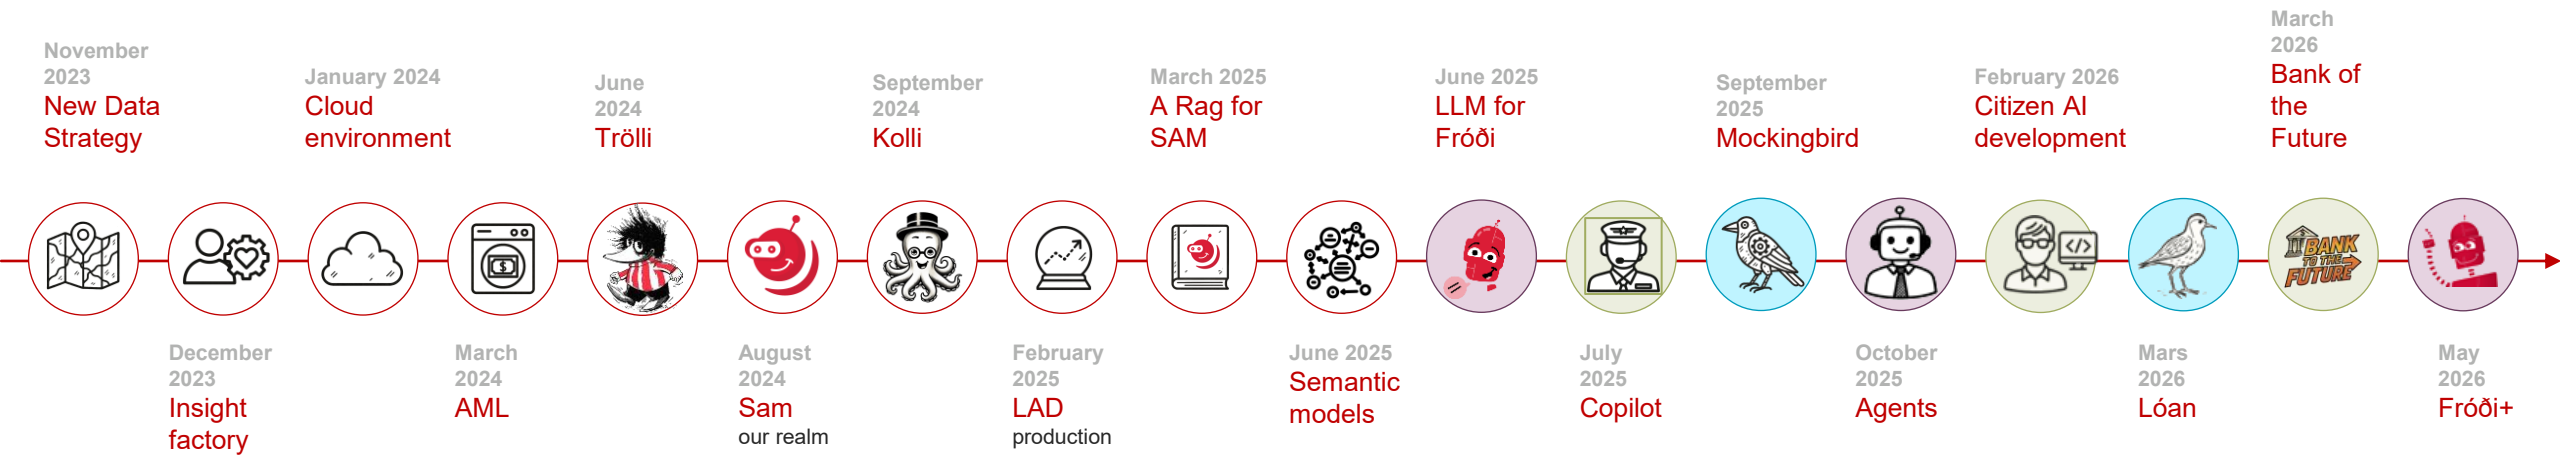 November
2023
New Data
Strategy
December
2023
Insight
factory
January 2024
Cloud
environment
March
2024
AML
June
2024
Trölli
August
2024
Sam
our realm
September
2024
Kolli
February
2025
LAD
production
March 2025
A Rag for
SAM
June 2025
Semantic
models
June 2025
LLM for
Fróði
July
2025
Copilot
September
2025
Mockingbird
October
2025
Agents
February 2026
Citizen AI
development
Mars
2026
Lóan
March
2026
Bank of
the
Future
BANK
TO THE
FUTURE
May
2026
Fróði+